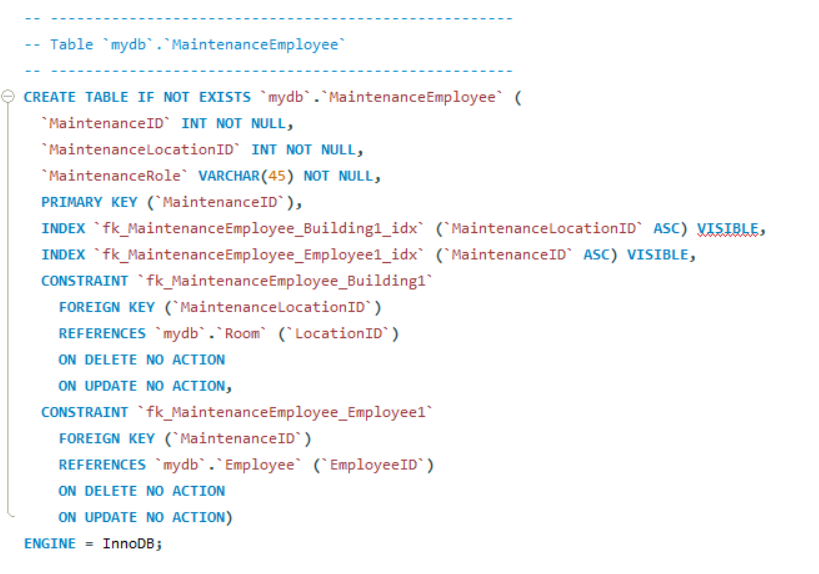 -- -----------------------------------------------------
-- Table `mydb`.`MaintenanceEmployee`
-- -----------------------------------------------------
CREATE TABLE IF NOT EXISTS `mydb`.`MaintenanceEmployee` (
  `MaintenanceID` INT NOT NULL,
  `MaintenanceLocationID` INT NOT NULL,
  `MaintenanceRole` VARCHAR(45) NOT NULL,
  PRIMARY KEY (`MaintenanceID`),
  INDEX `fk_MaintenanceEmployee_Building1_idx` (`MaintenanceLocationID` ASC) VISIBLE,
  INDEX `fk_MaintenanceEmployee_Employee1_idx` (`MaintenanceID` ASC) VISIBLE,
  CONSTRAINT `fk_MaintenanceEmployee_Building1`
    FOREIGN KEY (`MaintenanceLocationID`)
    REFERENCES `mydb`.`Room` (`LocationID`)
    ON DELETE NO ACTION
    ON UPDATE NO ACTION,
  CONSTRAINT `fk_MaintenanceEmployee_Employee1`
    FOREIGN KEY (`MaintenanceID`)
    REFERENCES `mydb`.`Employee` (`EmployeeID`)
    ON DELETE NO ACTION
    ON UPDATE NO ACTION)
ENGINE = InnoDB;